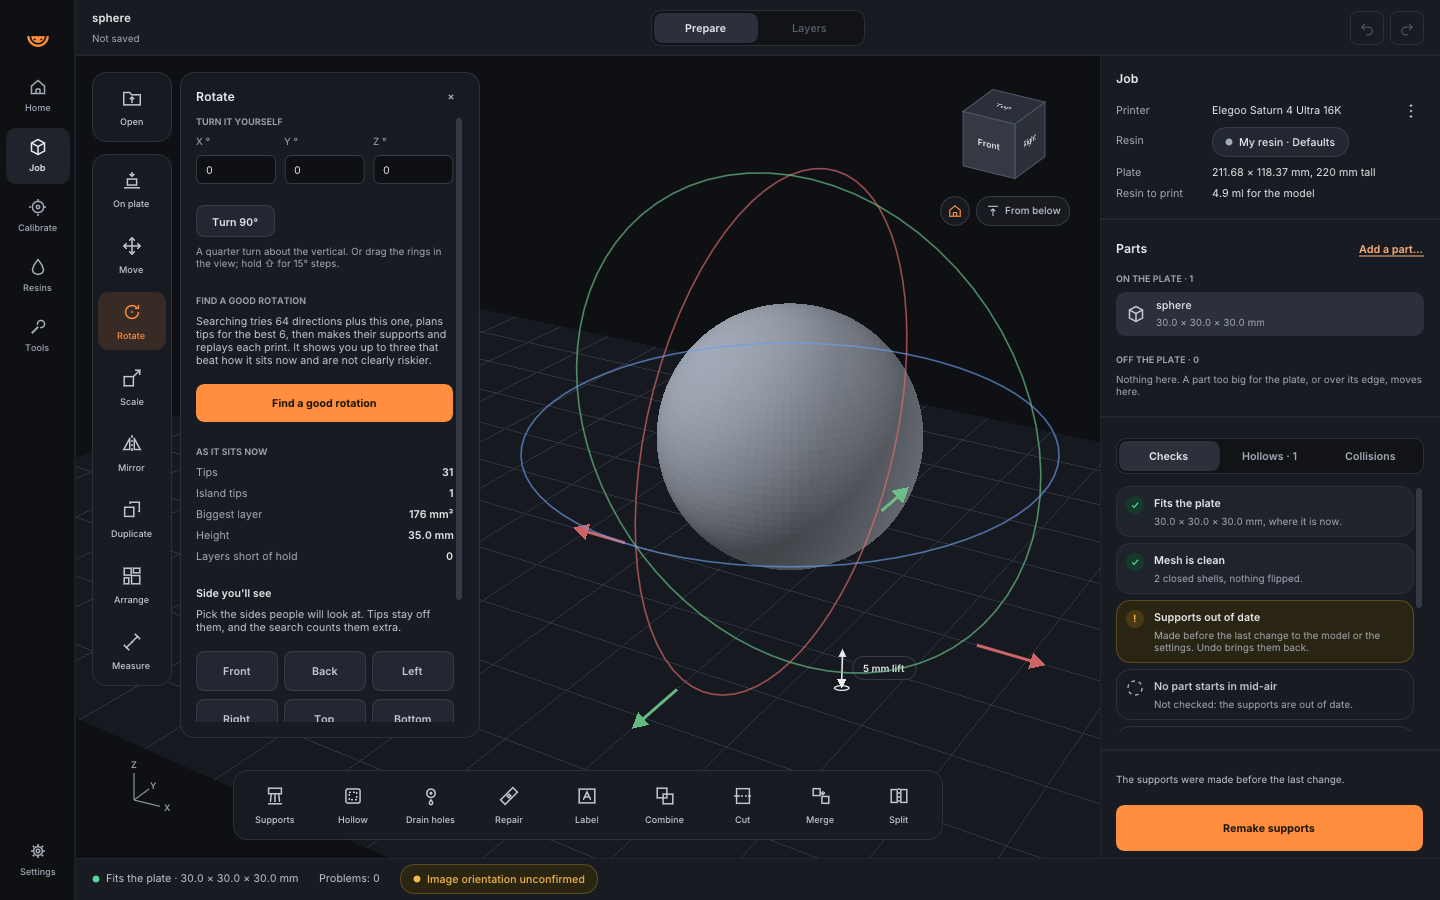 sphere
Not saved
Prepare
Layers
Home
Job
Calibrate
Resins
Tools
Settings
Open
On plate
Move
Rotate
Scale
Mirror
Duplicate
Arrange
Measure
Rotate
×
TURN IT YOURSELF
X °
Y °
Z °
0
0
0
Turn 90°
A quarter turn about the vertical. Or drag the rings in
the view; hold ⇧ for 15° steps.
FIND A GOOD ROTATION
Searching tries 64 directions plus this one, plans
tips for the best 6, then makes their supports and
replays each print. It shows you up to three that
beat how it sits now and are not clearly riskier.
Find a good rotation
AS IT SITS NOW
Tips 31
Island tips 1
Biggest layer 176 mm²
Height 35.0 mm
Layers short of hold 0
Side you'll see
Pick the sides people will look at. Tips stay off
them, and the search counts them extra.
Front
Back
Left
Right
Top
Bottom
Top
Front
Right
From below
5 mm lift
Z
Y
X
Supports
Hollow
Drain holes
Repair
Label
Combine
Cut
Merge
Split
Job
Printer Elegoo Saturn 4 Ultra 16K
Resin My resin · Defaults
Plate 211.68 × 118.37 mm, 220 mm tall
Resin to print 4.9 ml for the model
Parts
Add a part...
ON THE PLATE · 1
sphere
30.0 × 30.0 × 30.0 mm
OFF THE PLATE · 0
Nothing here. A part too big for the plate, or over its edge, moves
here.
Checks
Hollows · 1
Collisions
Fits the plate
30.0 × 30.0 × 30.0 mm, where it is now.
Mesh is clean
2 closed shells, nothing flipped.
Supports out of date
Made before the last change to the model or the
settings. Undo brings them back.
No part starts in mid-air
Not checked: the supports are out of date.
The supports were made before the last change.
Remake supports
Fits the plate · 30.0 × 30.0 × 30.0 mm
Problems: 0
Image orientation unconfirmed